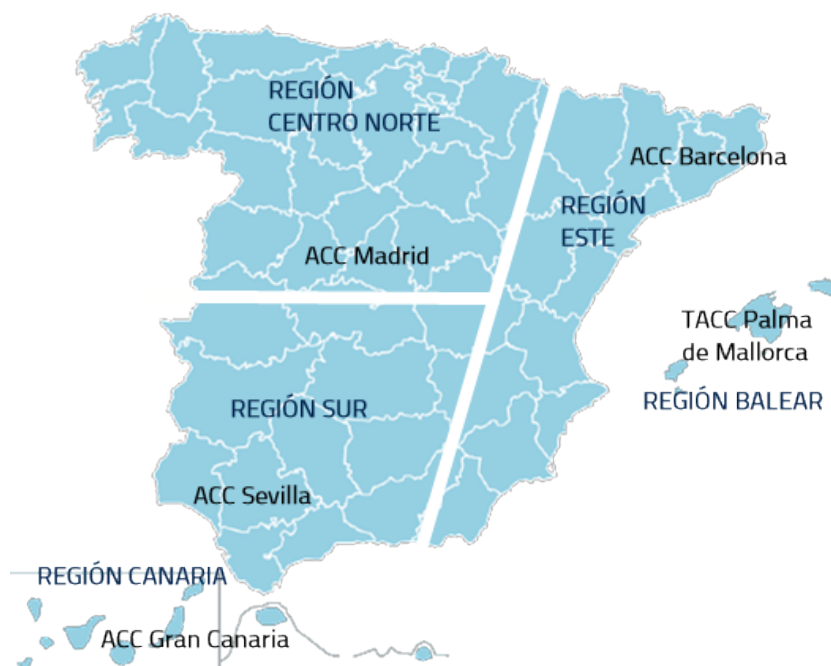 REGIÓN
CENTRO NORTE
ACC Barcelona
REGIÓN
ESTE
ACC Madrid
TACC Palma
de Mallorca
REGIÓN BALEAR
REGIÓN SUR
ACC Sevilla
REGIÓN CANARIA
ACC Gran Canaria